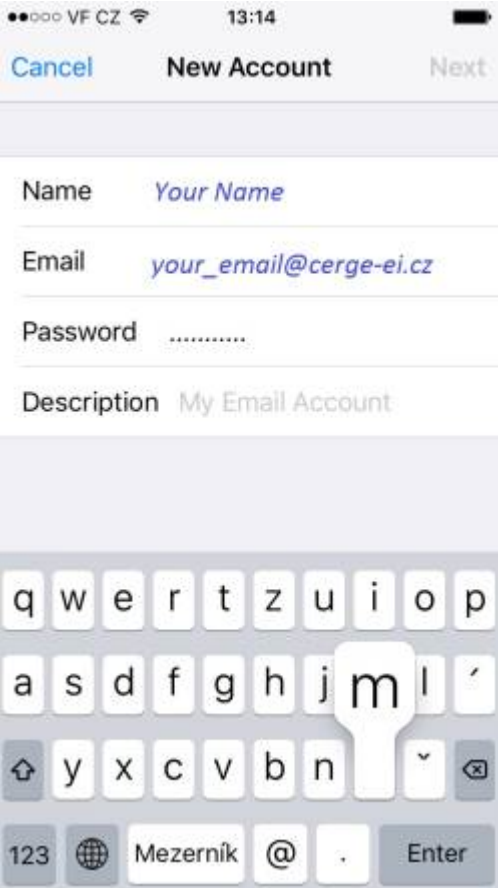 VF CZ 13:14
Cancel New Account Next
Name Your Name
Email your_email@cerge-ei.cz
Password ...........
Description My Email Account
q w e r t z u i o p
a s d f g h j m l ´
y x c v b n ˇ
123 Mezerník @ . Enter